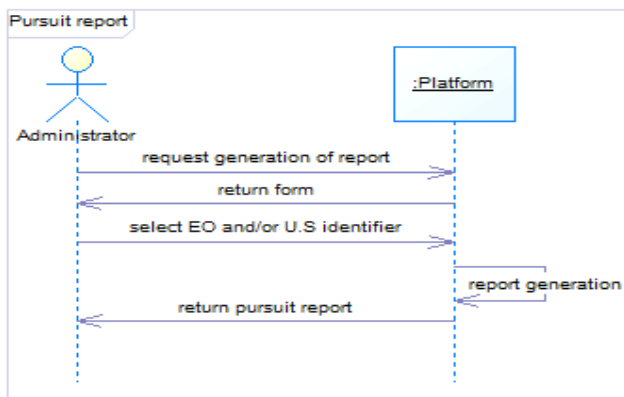 Pursuit report
:Platform
Administrator
request generation of report
return form
select EO and/or U.S identifier
report generation
return pursuit report